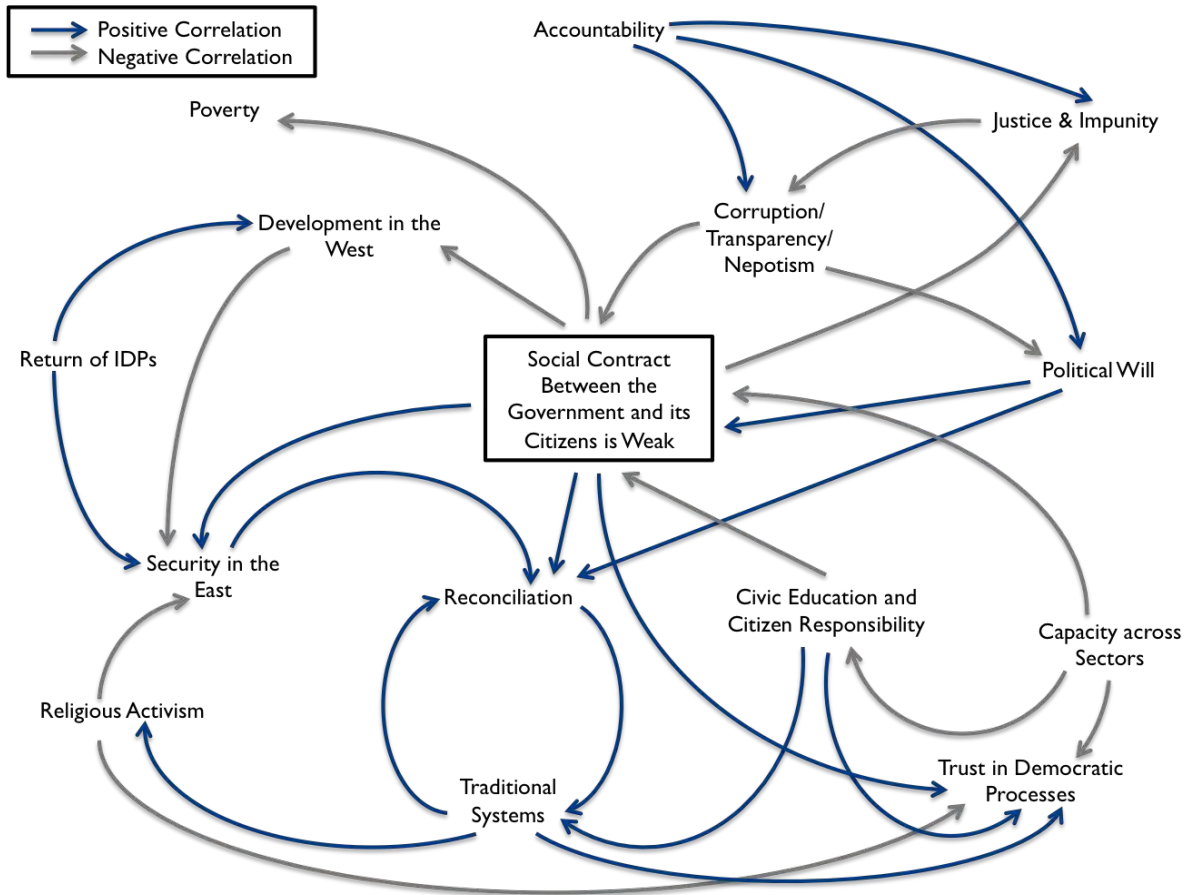 Positive Correlation
Negative Correlation
Accountability
Poverty
Justice & Impunity
Corruption/
Transparency/
Nepotism
Development in the
West
Return of IDPs
Social Contract
Between the
Government and its
Citizens is Weak
Political Will
Security in the
East
Reconciliation
Civic Education and
Citizen Responsibility
Capacity across
Sectors
Religious Activism
Traditional
Systems
Trust in Democratic
Processes